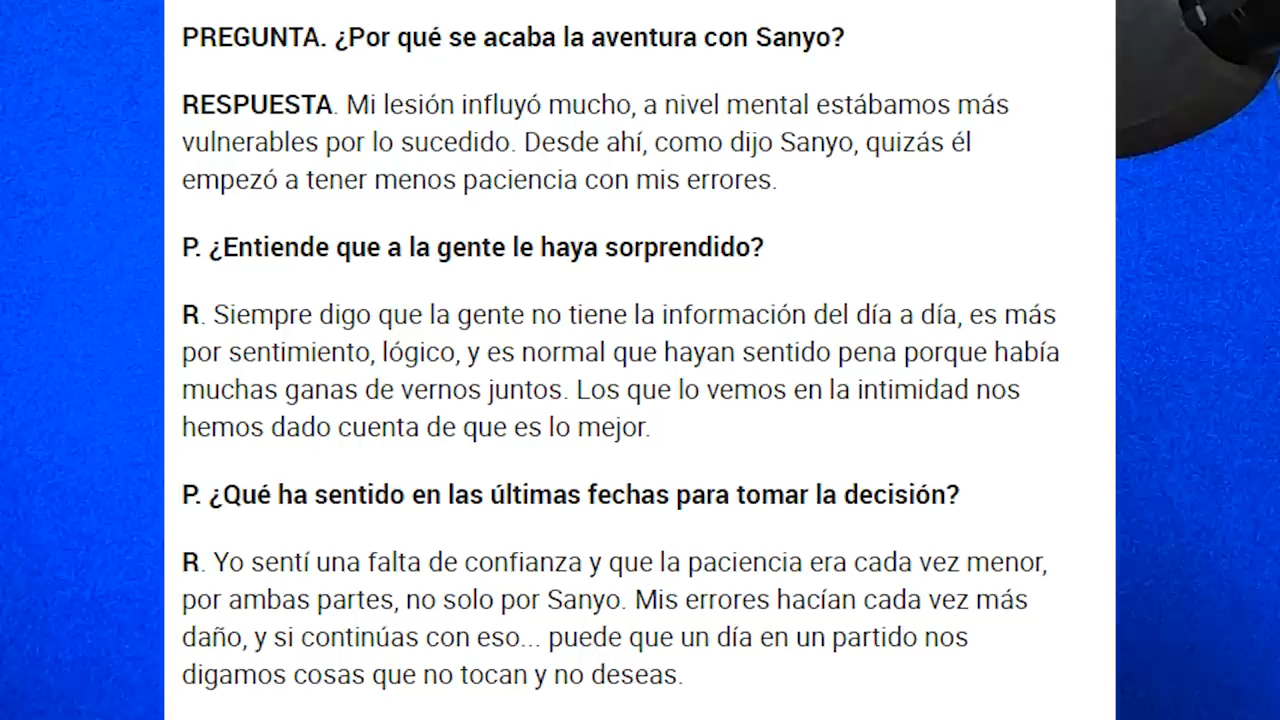 PREGUNTA. ¿Por qué se acaba la aventura con Sanyo?
RESPUESTA. Mi lesión influyó mucho, a nivel mental estábamos más
vulnerables por lo sucedido. Desde ahí, como dijo Sanyo, quizás él
empezó a tener menos paciencia con mis errores.
P. ¿Entiende que a la gente le haya sorprendido?
R. Siempre digo que la gente no tiene la información del día a día, es más
por sentimiento, lógico, y es normal que hayan sentido pena porque había
muchas ganas de vernos juntos. Los que lo vemos en la intimidad nos
hemos dado cuenta de que es lo mejor.
P. ¿Qué ha sentido en las últimas fechas para tomar la decisión?
R. Yo sentí una falta de confianza y que la paciencia era cada vez menor,
por ambas partes, no solo por Sanyo. Mis errores hacían cada vez más
daño, y si continúas con eso... puede que un día en un partido nos
digamos cosas que no tocan y no deseas.